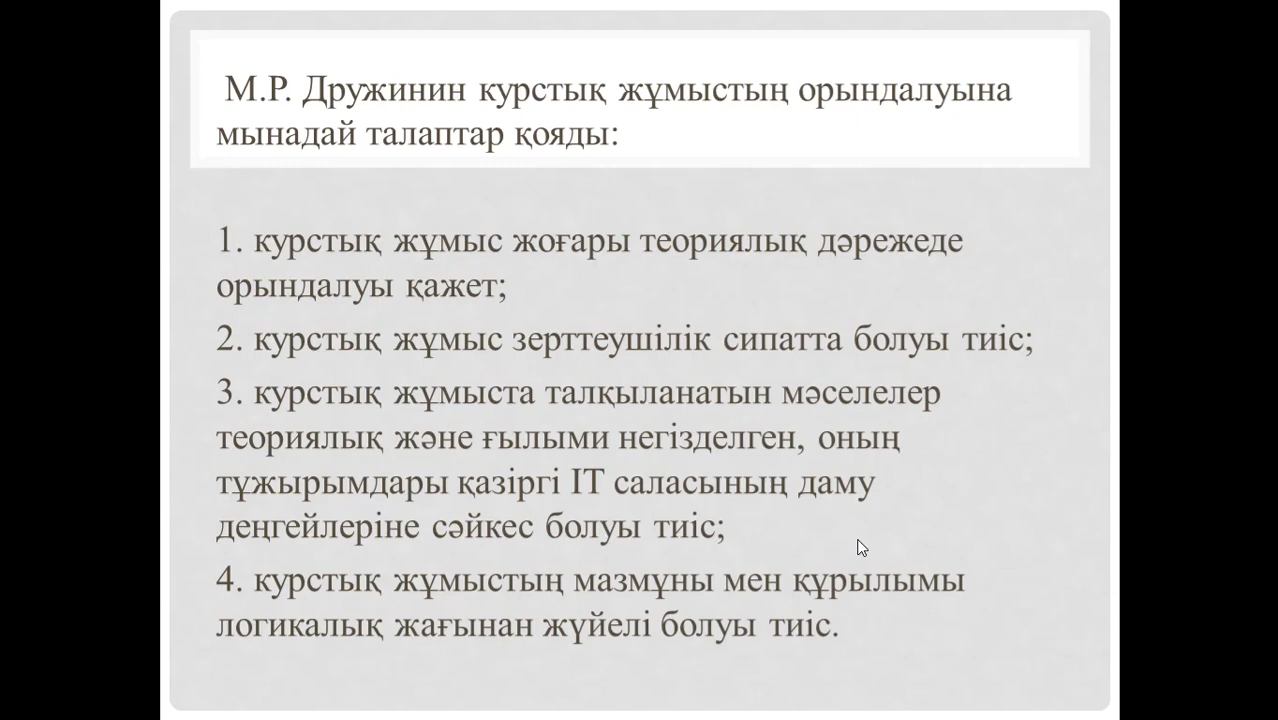 М.Р. Дружинин курстық жұмыстың орындалуына
мынадай талаптар қояды:
1. курстық жұмыс жоғары теориялық дәрежеде
орындалуы қажет;
2. курстық жұмыс зерттеушілік сипатта болуы тиіс;
3. курстық жұмыста талқыланатын мәселелер
теориялық және ғылыми негізделген, оның
тұжырымдары қазіргі IT саласының даму
деңгейлеріне сәйкес болуы тиіс;
4. курстық жұмыстың мазмұны мен құрылымы
логикалық жағынан жүйелі болуы тиіс.